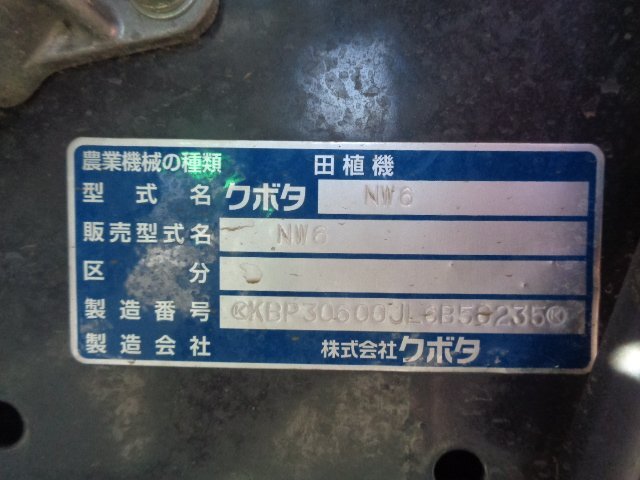 農業機械の種類 田植機
型式名 クボタ NW6
販売型式名 NW6
区分
製造番号 ⓀKBP30600JL6B50235Ⓚ
製造会社 株式会社クボタ